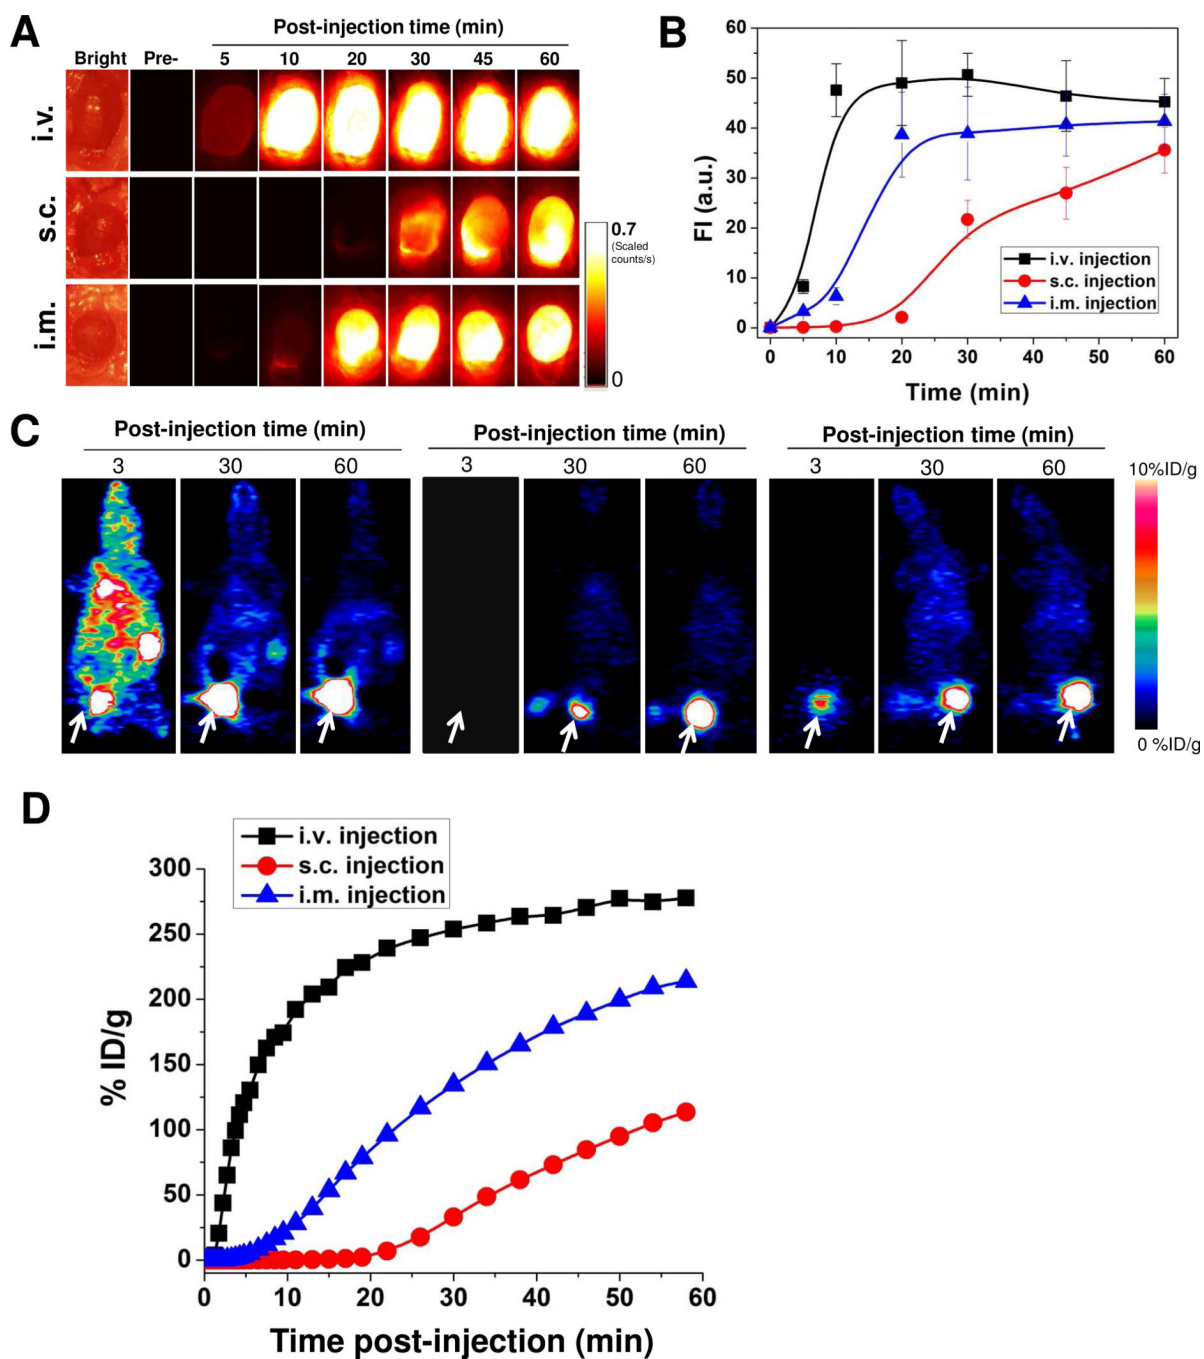 A
Post-injection time (min)
Bright Pre- 5 10 20 30 45 60
i.v.
s.c.
i.m.
0.7
(Scaled
counts/s)
0
B
60
50
40
30
20
10
0
FI (a.u.)
i.v. injection
s.c. injection
i.m. injection
0 10 20 30 40 50 60
Time (min)
C
Post-injection time (min)
3 30 60
Post-injection time (min)
3 30 60
Post-injection time (min)
3 30 60
10%ID/g
0 %ID/g
D
i.v. injection
s.c. injection
i.m. injection
300
250
200
150
100
50
0
% ID/g
0 10 20 30 40 50 60
Time post-injection (min)